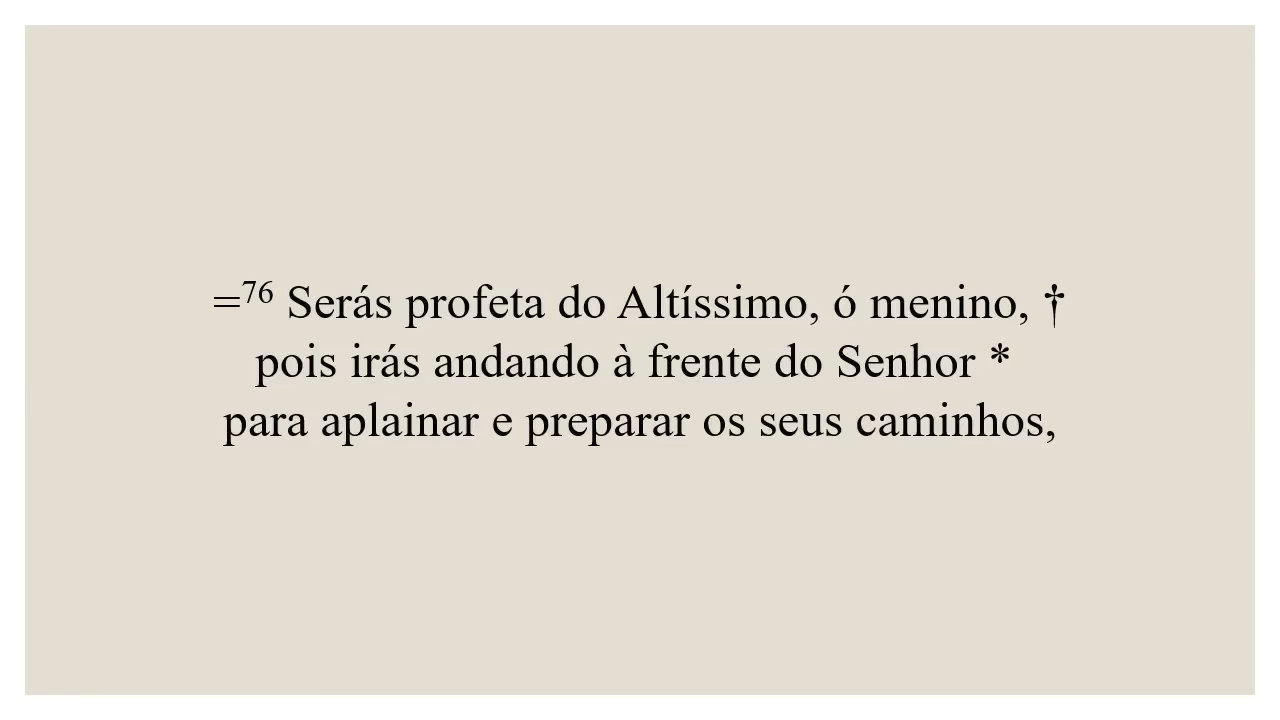 =76 Serás profeta do Altíssimo, ó menino, †
pois irás andando à frente do Senhor *
para aplainar e preparar os seus caminhos,